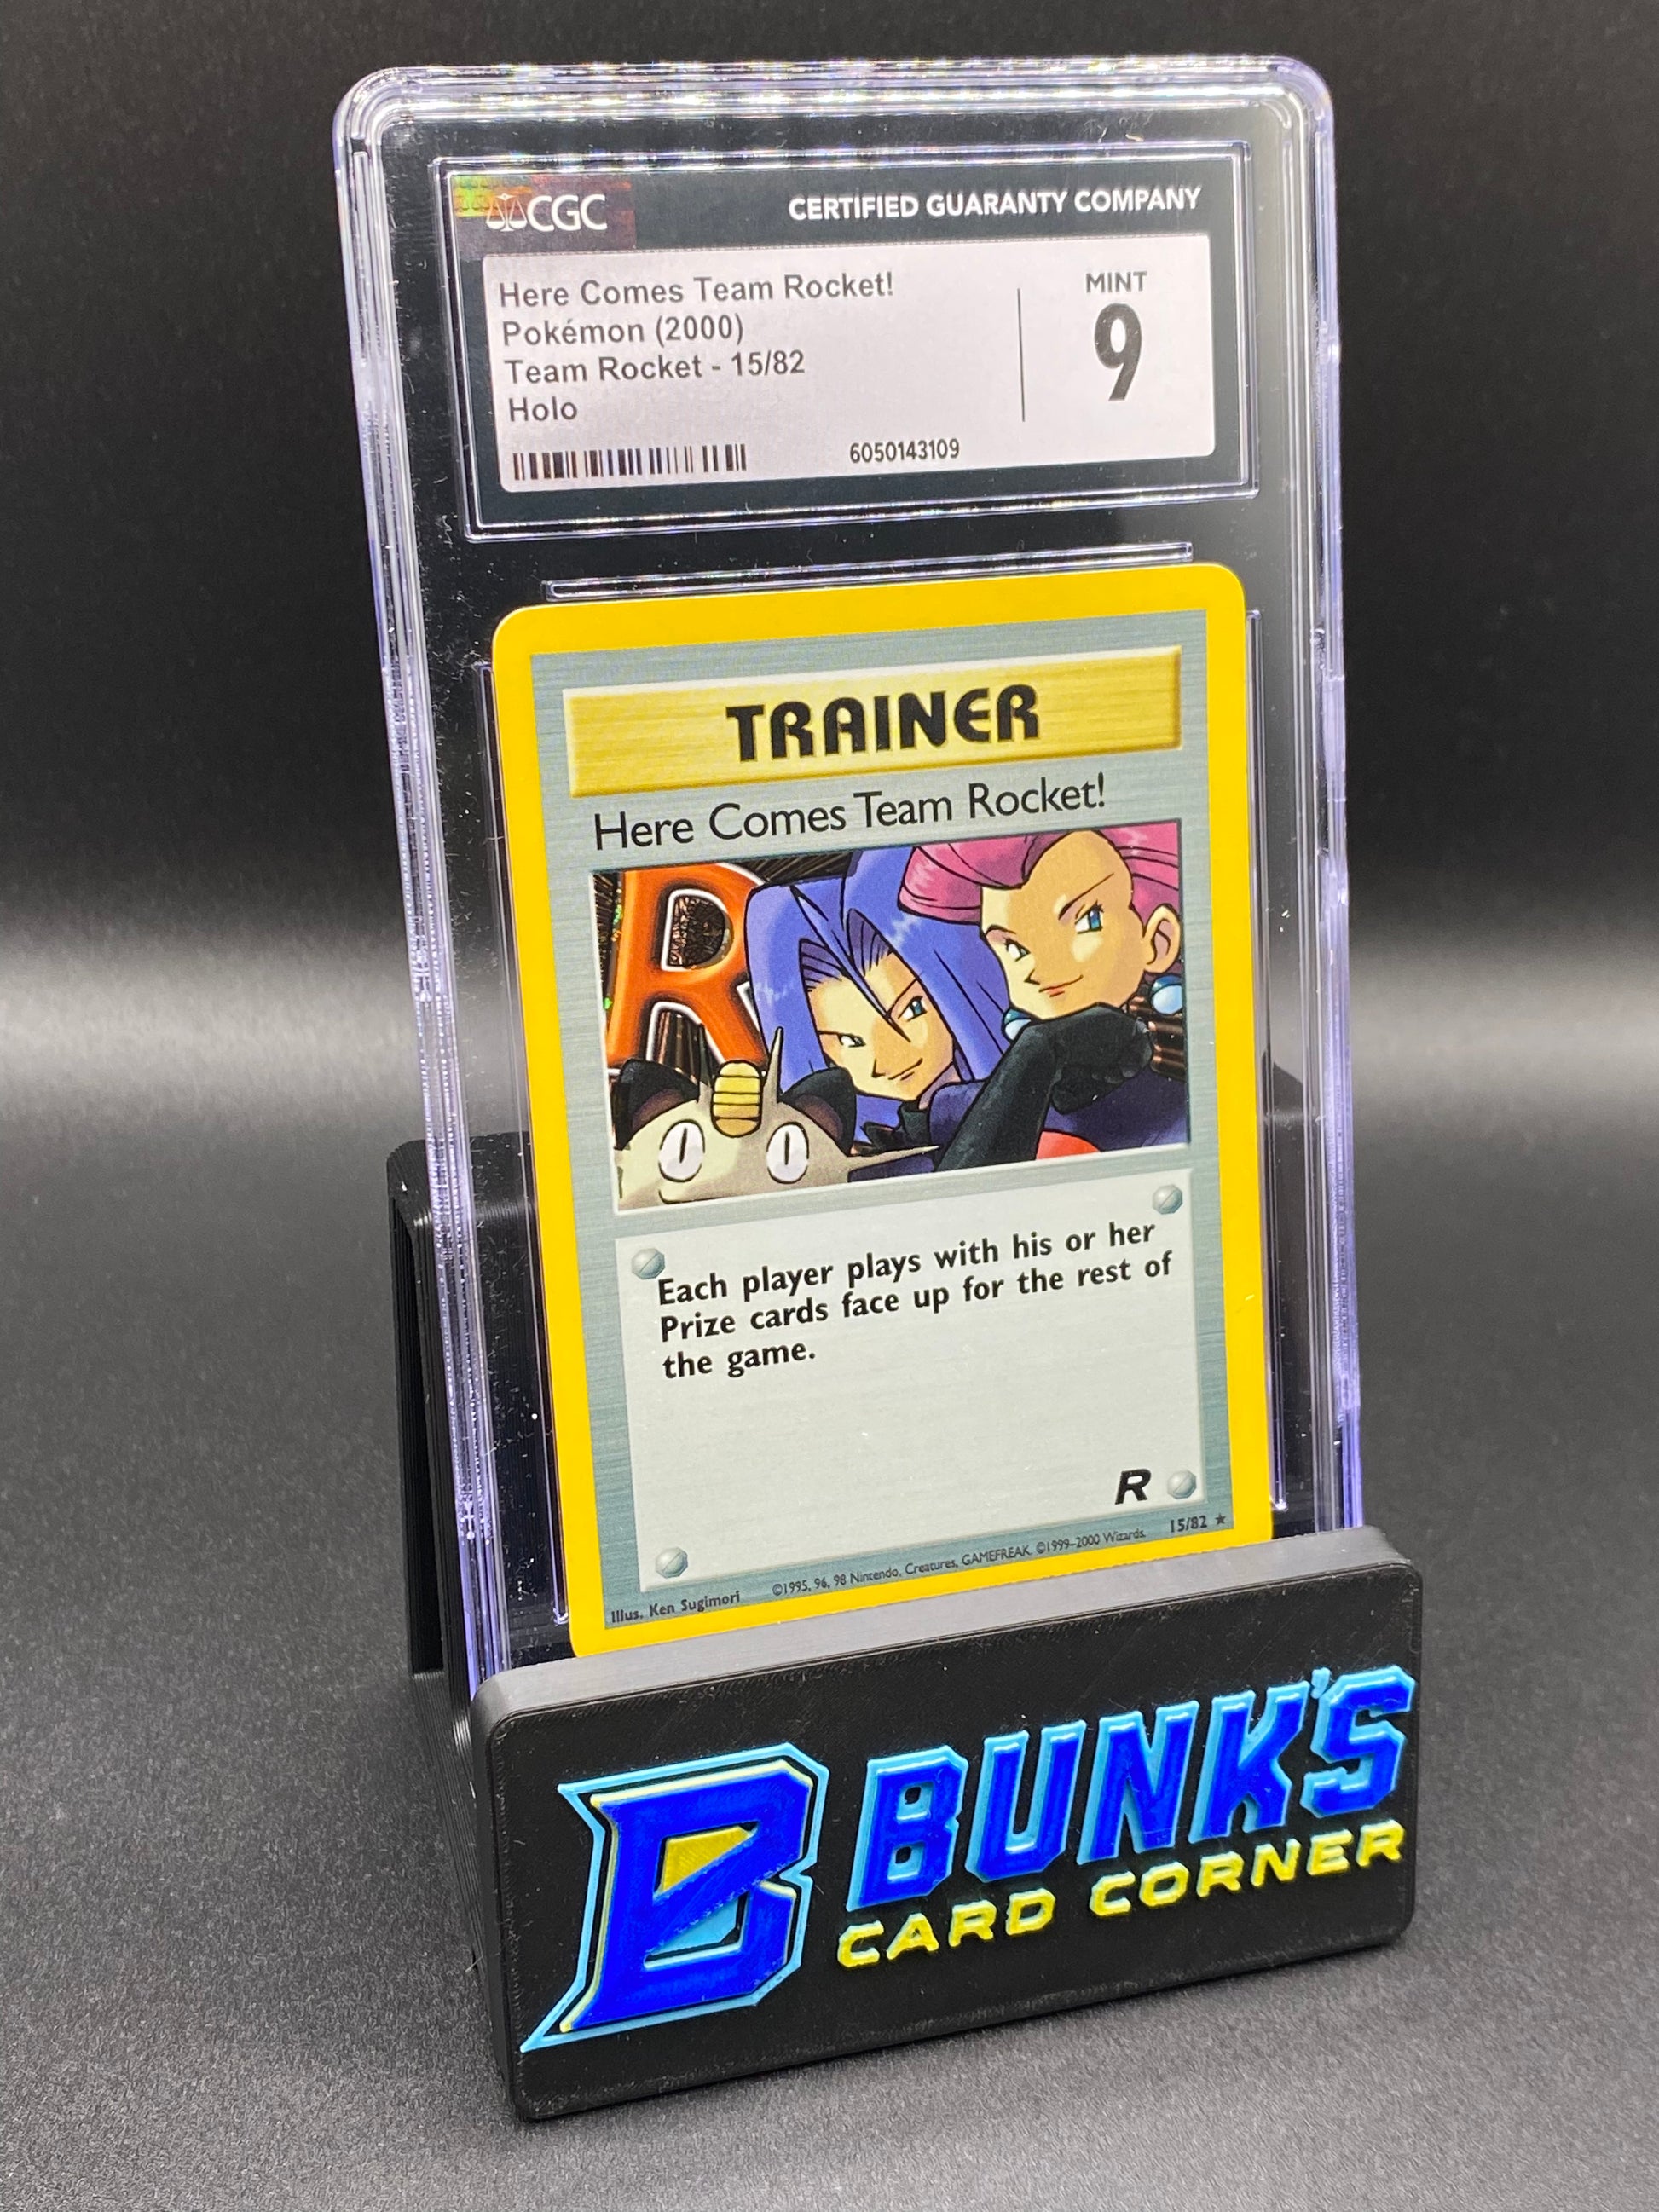 CGC
CERTIFIED GUARANTY COMPANY
Here Comes Team Rocket!
Pokémon (2000)
Team Rocket - 15/82
Holo
MINT
9
6050143109
TRAINER
Here Comes Team Rocket!
R
Each player plays with his or her
Prize cards face up for the rest of
the game.
R
15/82 ★
Illus. Ken Sugimori
©1995, 96, 98 Nintendo, Creatures, GAMEFREAK. ©1999-2000 Wizards.
B
BUNK'S
CARD CORNER